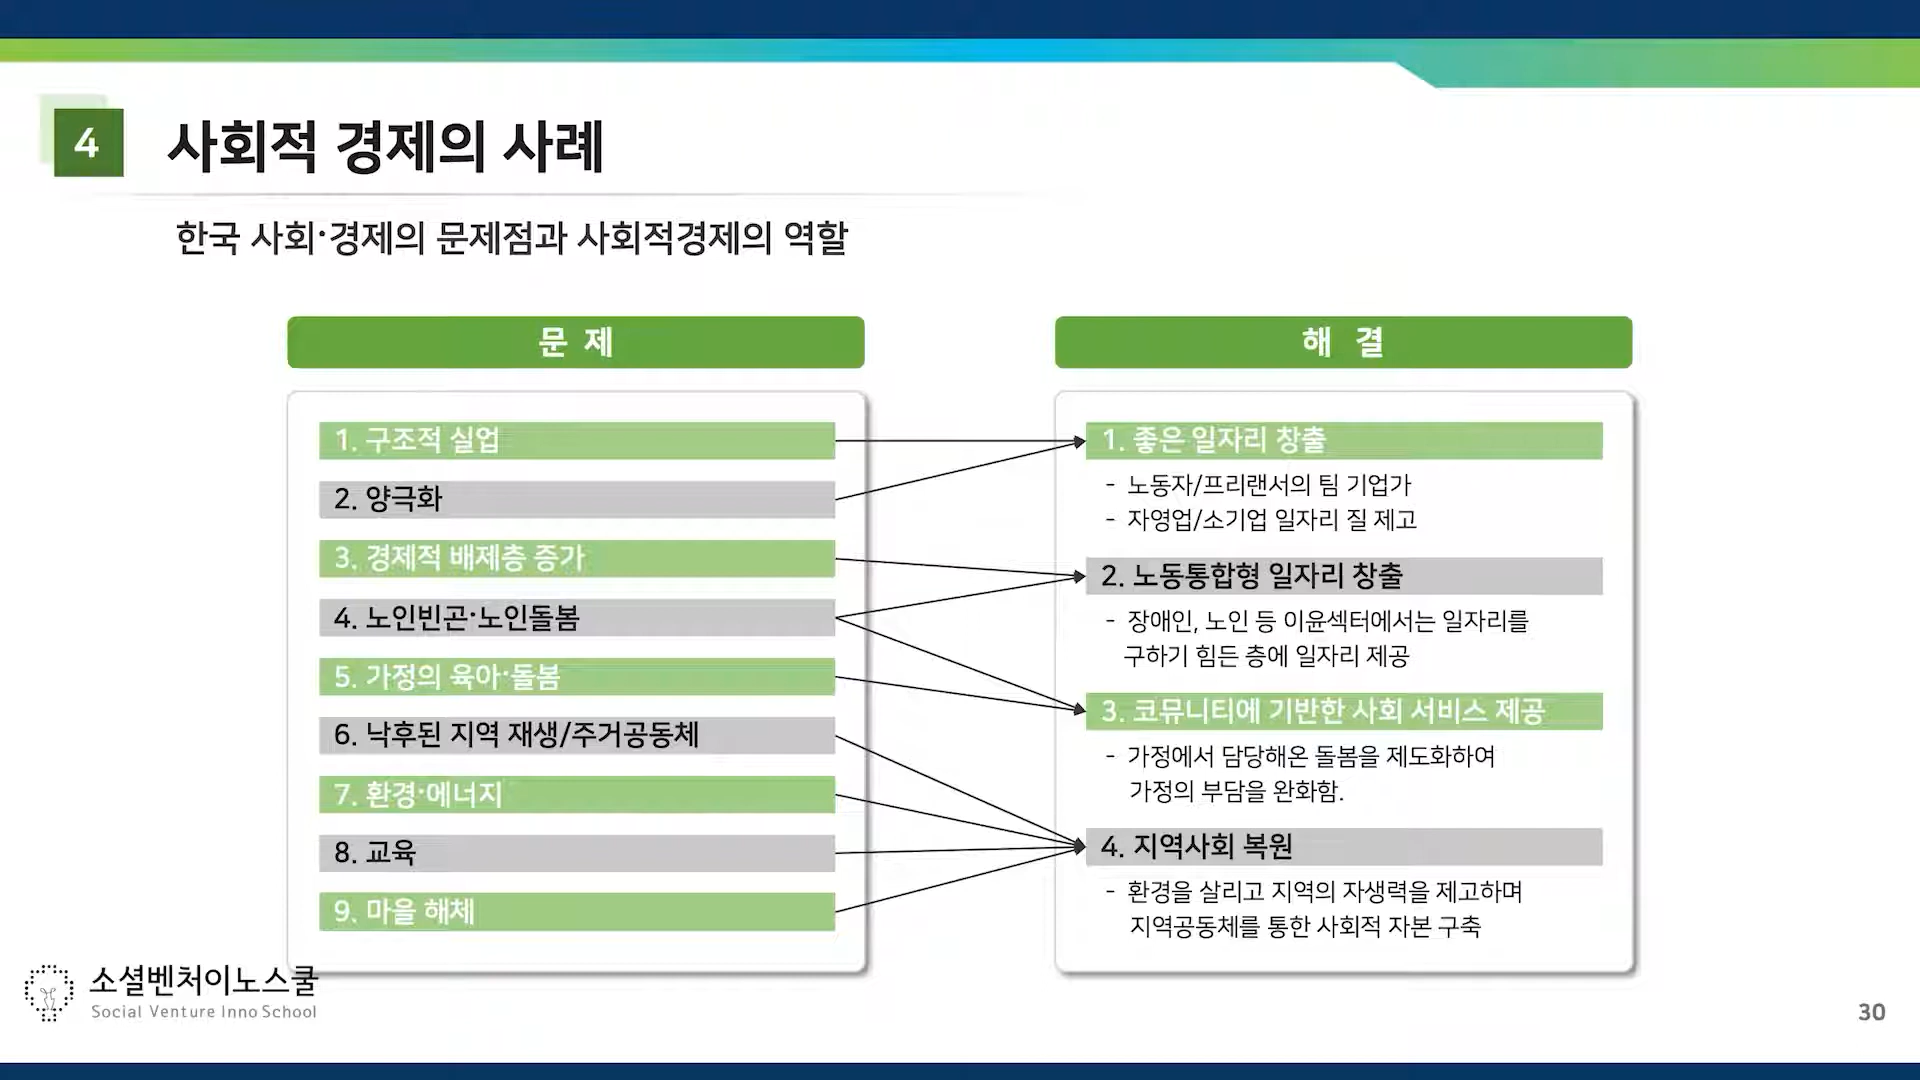 4
사회적 경제의 사례
한국 사회·경제의 문제점과 사회적경제의 역할
문 제
1. 구조적 실업
2. 양극화
3. 경제적 배제층 증가
4. 노인빈곤·노인돌봄
5. 가정의 육아·돌봄
6. 낙후된 지역 재생/주거공동체
7. 환경·에너지
8. 교육
9. 마을 해체
해 결
1. 좋은 일자리 창출
- 노동자/프리랜서의 팀 기업가
- 자영업/소기업 일자리 질 제고
2. 노동통합형 일자리 창출
- 장애인, 노인 등 이윤섹터에서는 일자리를
구하기 힘든 층에 일자리 제공
3. 코뮤니티에 기반한 사회 서비스 제공
- 가정에서 담당해온 돌봄을 제도화하여
가정의 부담을 완화함.
4. 지역사회 복원
- 환경을 살리고 지역의 자생력을 제고하며
지역공동체를 통한 사회적 자본 구축
소셜벤처이노스쿨
Social Venture Inno School
30